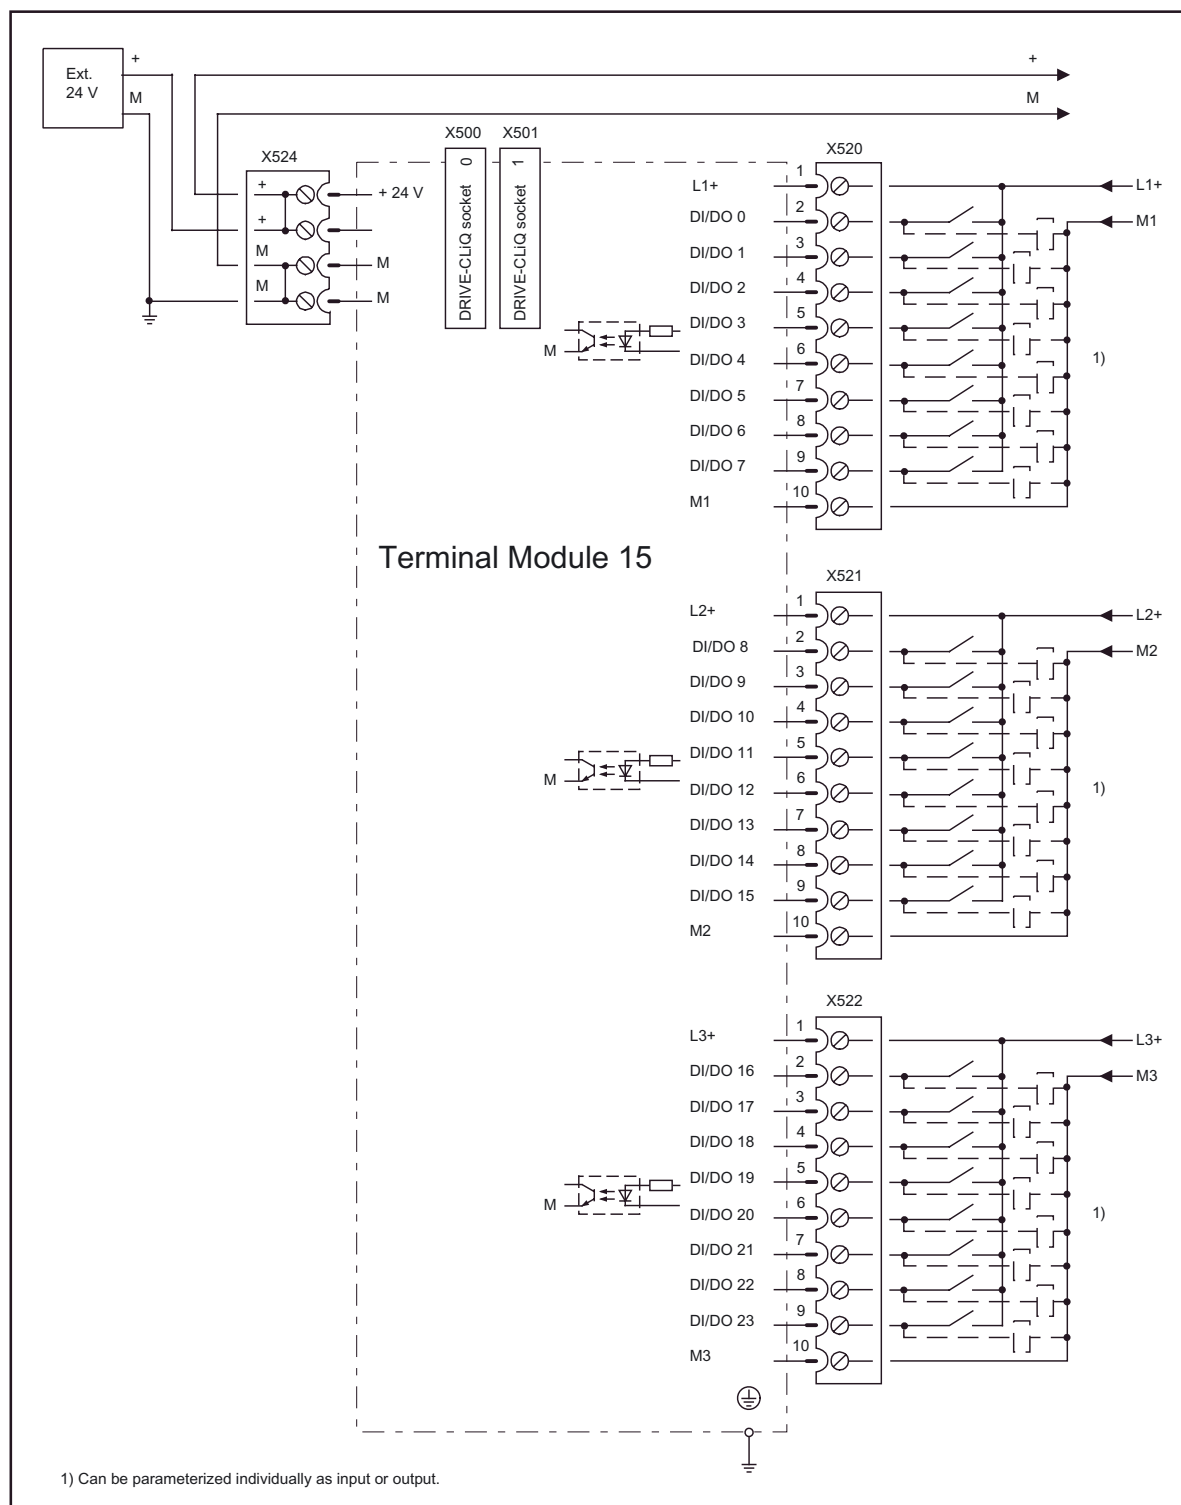 +
Ext.
24 V
M
+
M
X524
X500
X501
X520
+
+
M
M
+ 24 V
M
M
DRIVE-CLiQ socket 0
DRIVE-CLiQ socket 1
L1+
1
L1+
DI/DO 0
2
M1
DI/DO 1
3
DI/DO 2
4
DI/DO 3
5
M
DI/DO 4
6
1)
DI/DO 5
7
DI/DO 6
8
DI/DO 7
9
M1
10
Terminal Module 15
X521
L2+
1
L2+
DI/DO 8
2
M2
DI/DO 9
3
DI/DO 10
4
DI/DO 11
5
M
DI/DO 12
6
1)
DI/DO 13
7
DI/DO 14
8
DI/DO 15
9
M2
10
X522
L3+
1
L3+
DI/DO 16
2
M3
DI/DO 17
3
DI/DO 18
4
DI/DO 19
5
M
DI/DO 20
6
1)
DI/DO 21
7
DI/DO 22
8
DI/DO 23
9
M3
10
1) Can be parameterized individually as input or output.